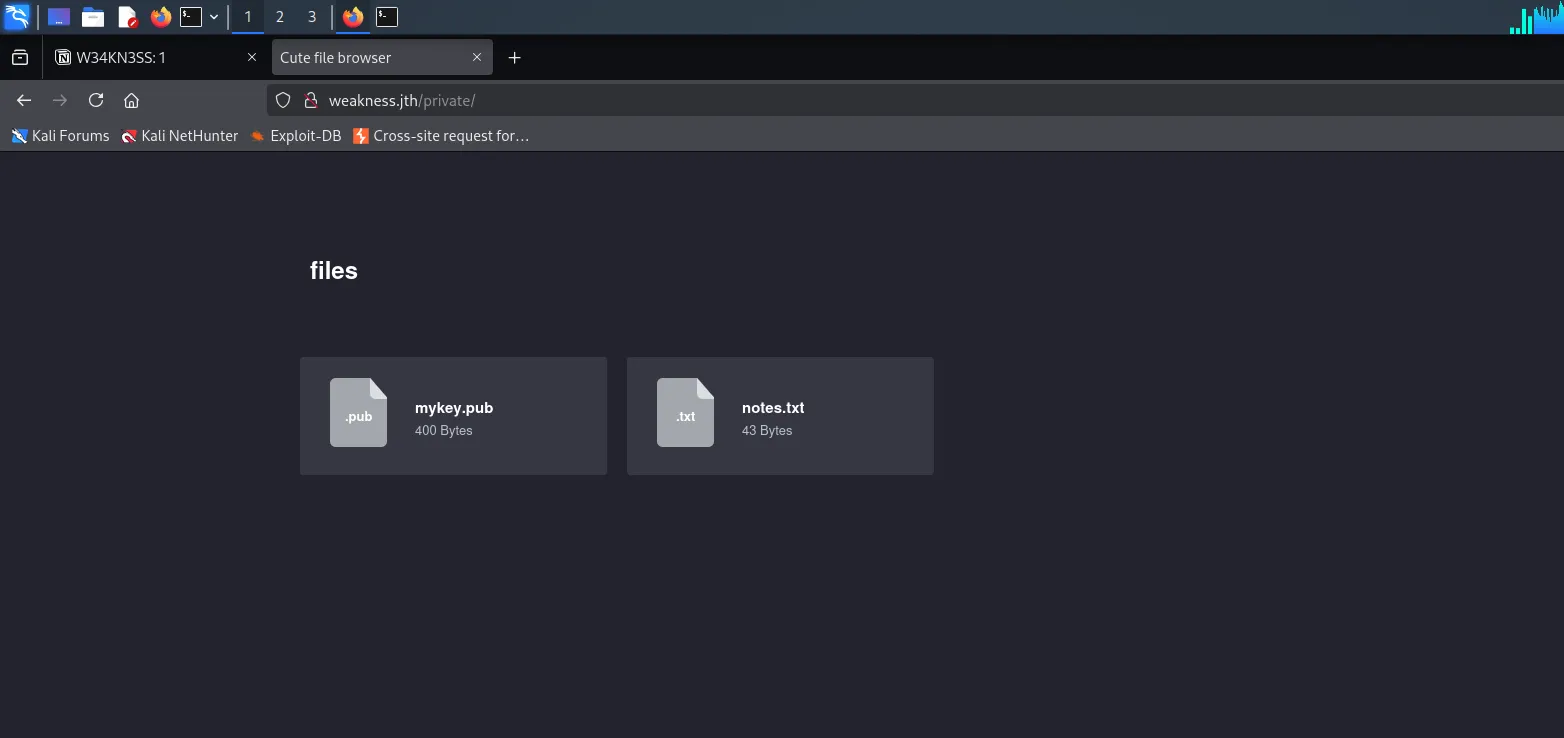 1 2 3
W34KN3SS: 1 Cute file browser
weakness.jth/private/
Kali Forums Kali NetHunter Exploit-DB Cross-site request for…
files
.pub mykey.pub
400 Bytes
.txt notes.txt
43 Bytes